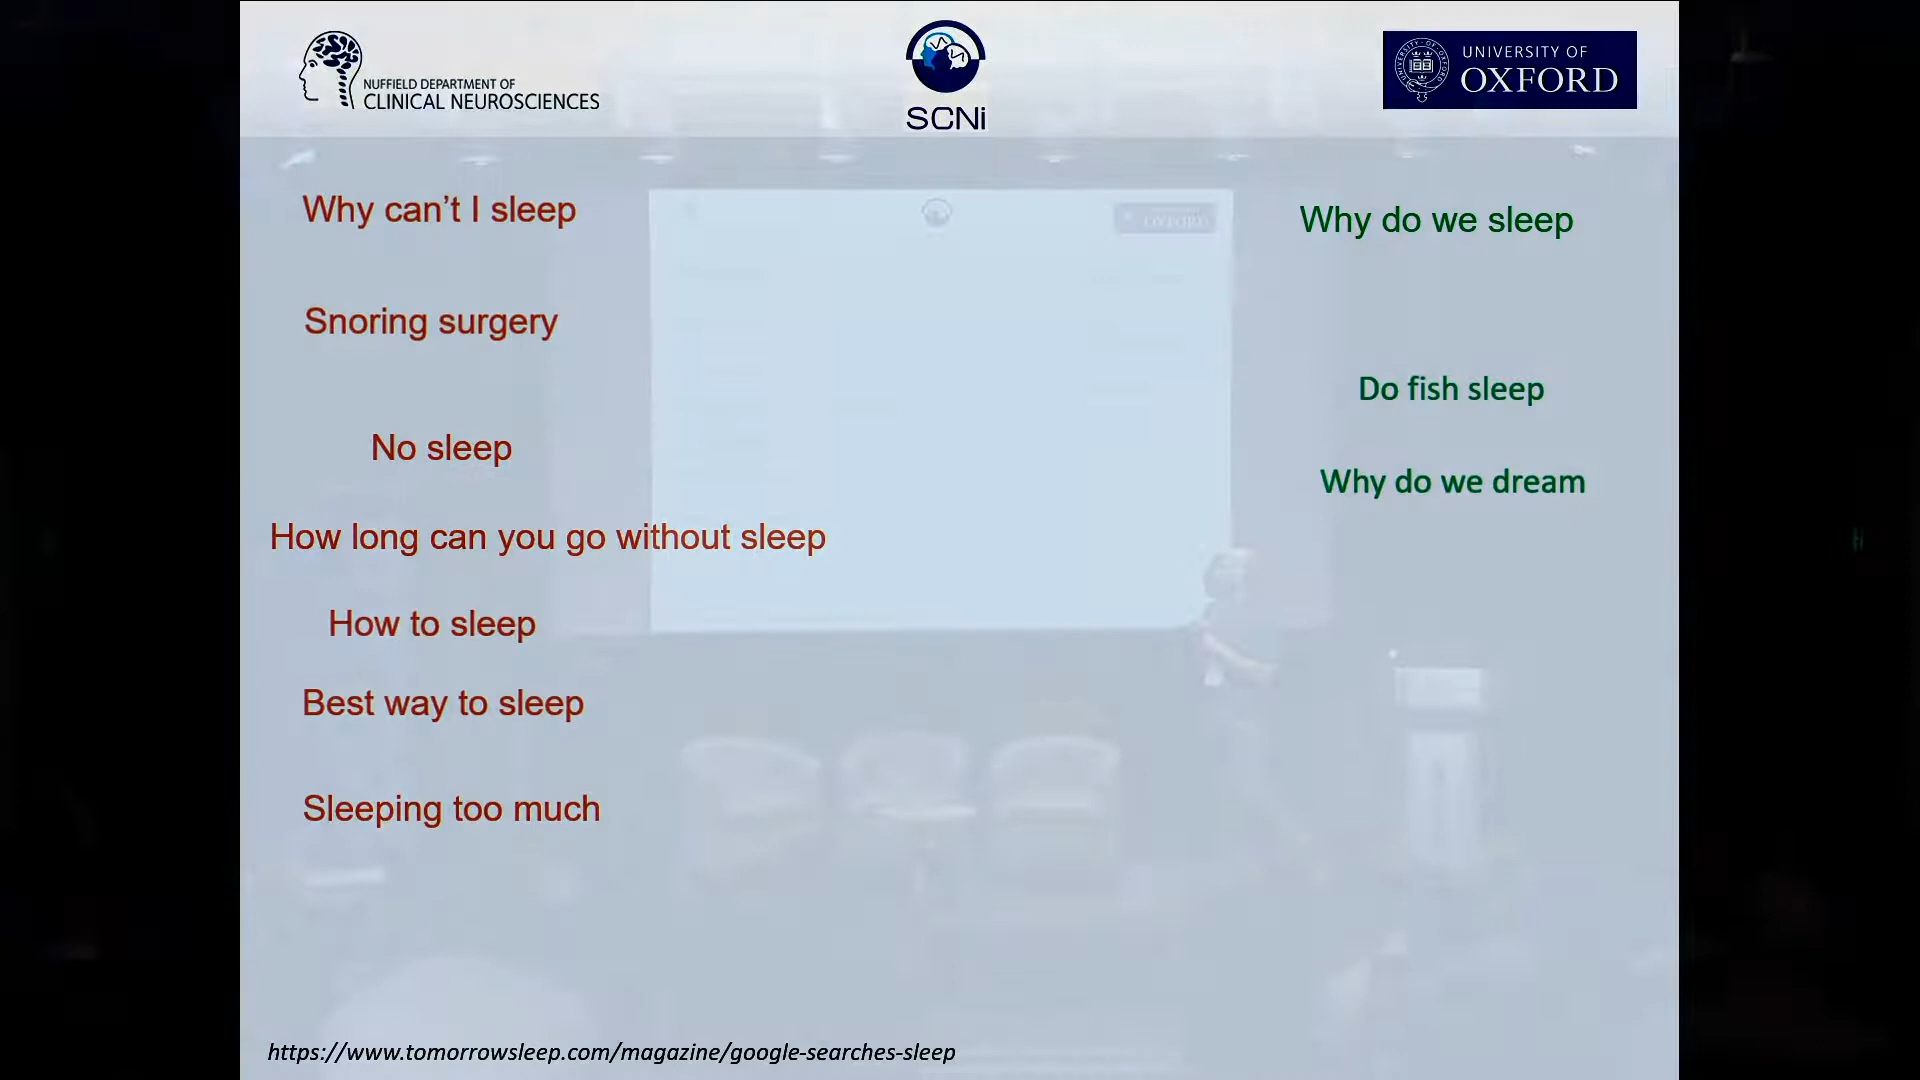 NUFFIELD DEPARTMENT OF
CLINICAL NEUROSCIENCES
SCNi
UNIVERSITY OF
OXFORD
Why can’t I sleep
Why do we sleep
Snoring surgery
Do fish sleep
No sleep
Why do we dream
How long can you go without sleep
How to sleep
Best way to sleep
Sleeping too much
https://www.tomorrowsleep.com/magazine/google-searches-sleep